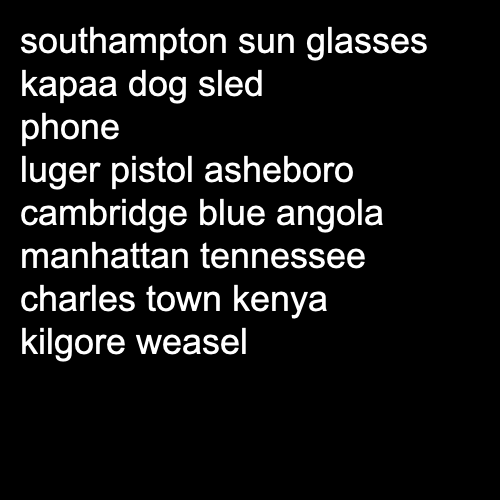 southampton sun glasses
kapaa dog sled
phone
luger pistol asheboro
cambridge blue angola
manhattan tennessee
charles town kenya
kilgore weasel